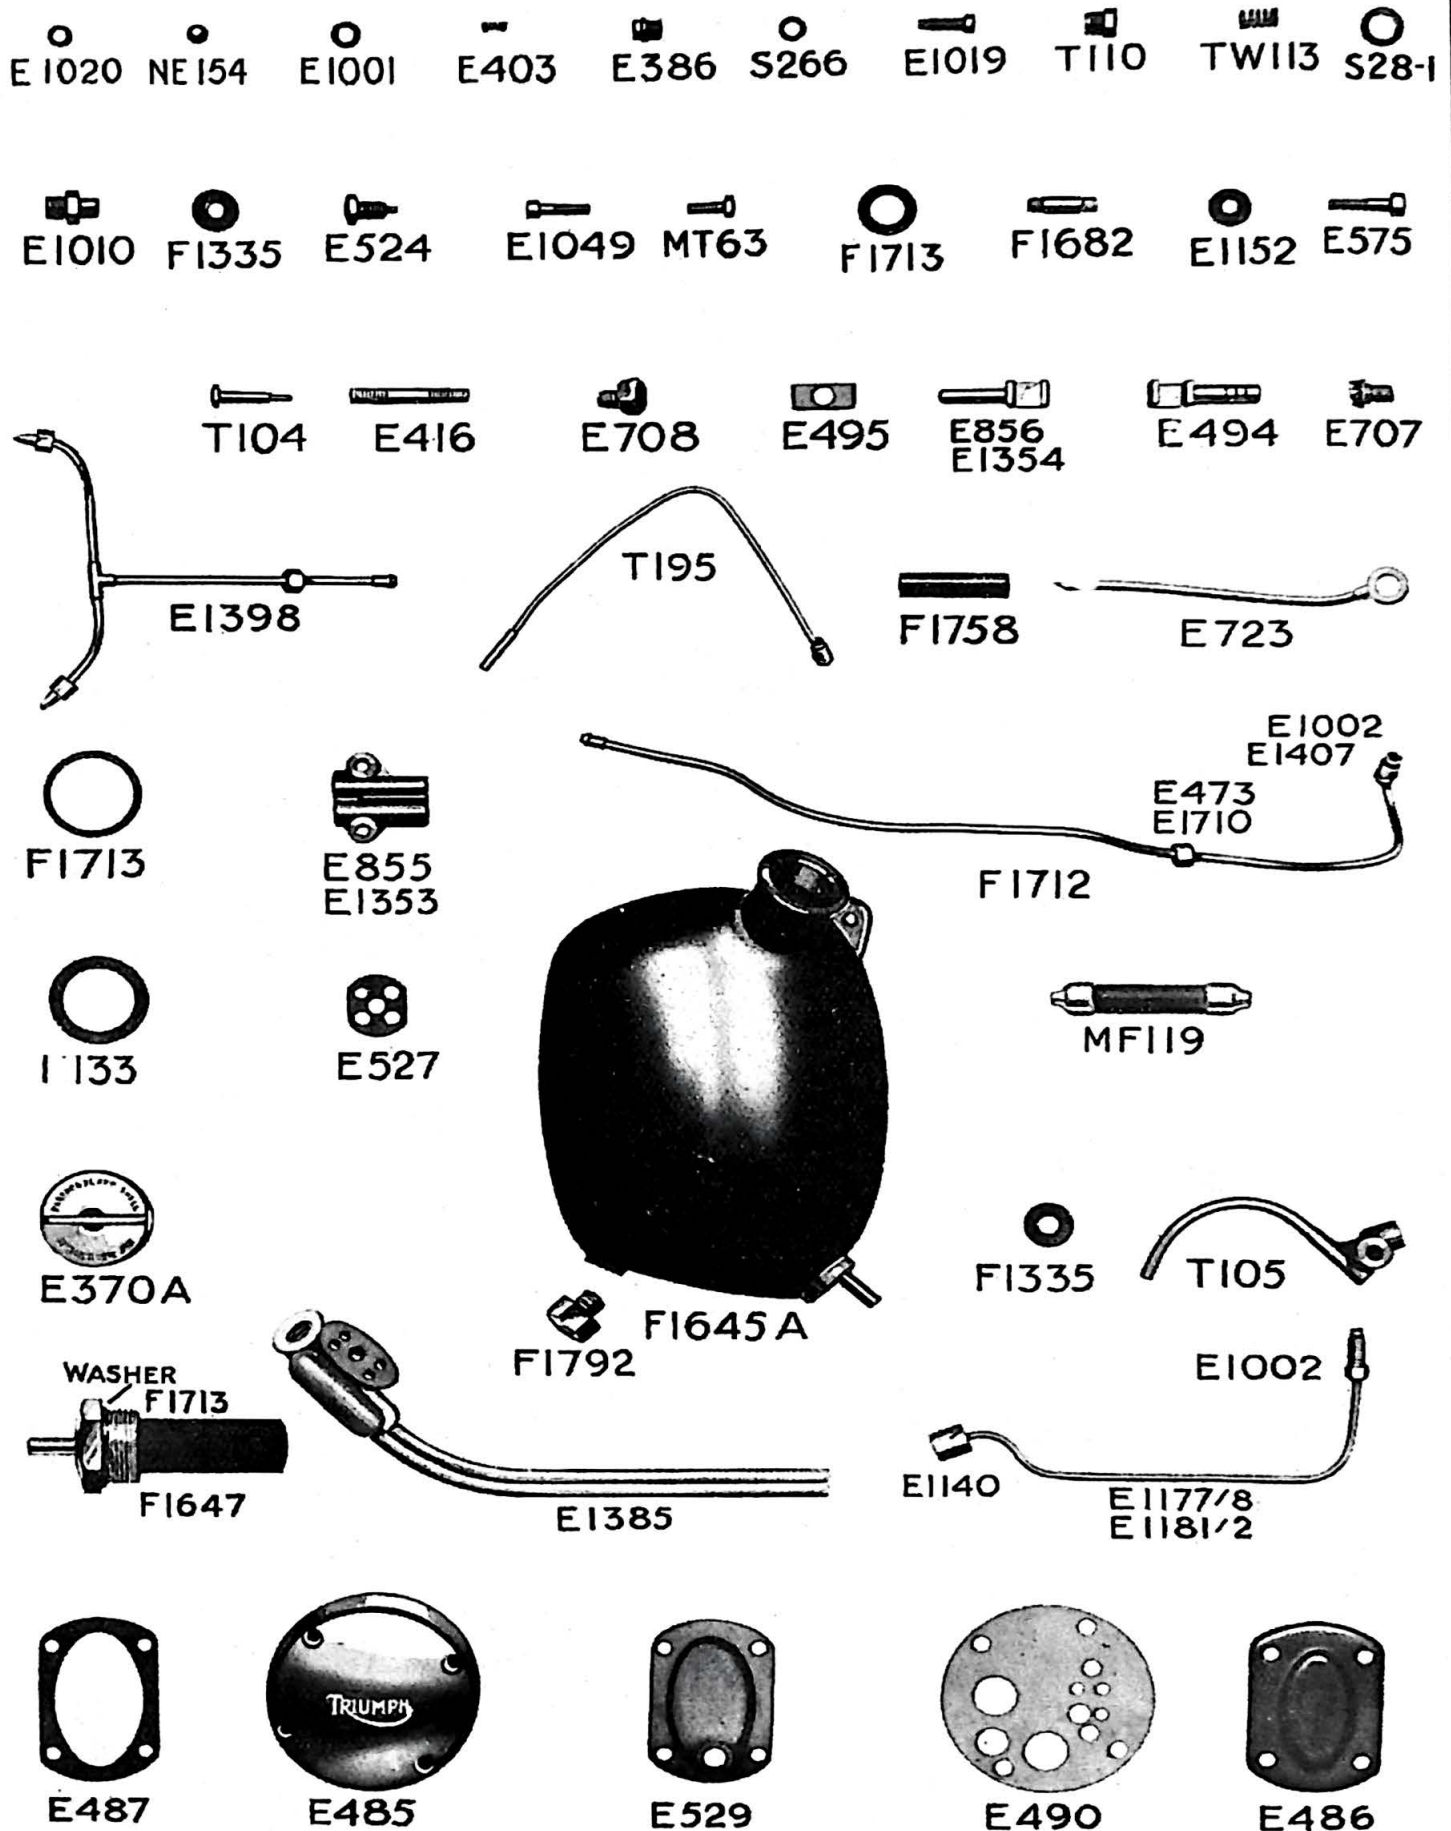 E1020 NE154 E1001 E403 E386 S266 E1019 T110 TW113 S28-1
E1010 F1335 E524 E1049 MT63 F1713 F1682 E1152 E575
T104 E416 E708 E495 E856 E494 E707
E1354
E1398 T195 F1758 E723
E1002
E1407
E473
E1710
F1713 E855 F1712
E1353
133 E527 MF119
E370A F1335 T105
F1792 F1645A
WASHER
F1713
E1002
F1647 E1385 E1140 E1177/8
E1181/2
TRIUMPH
E487 E485 E529 E490 E486